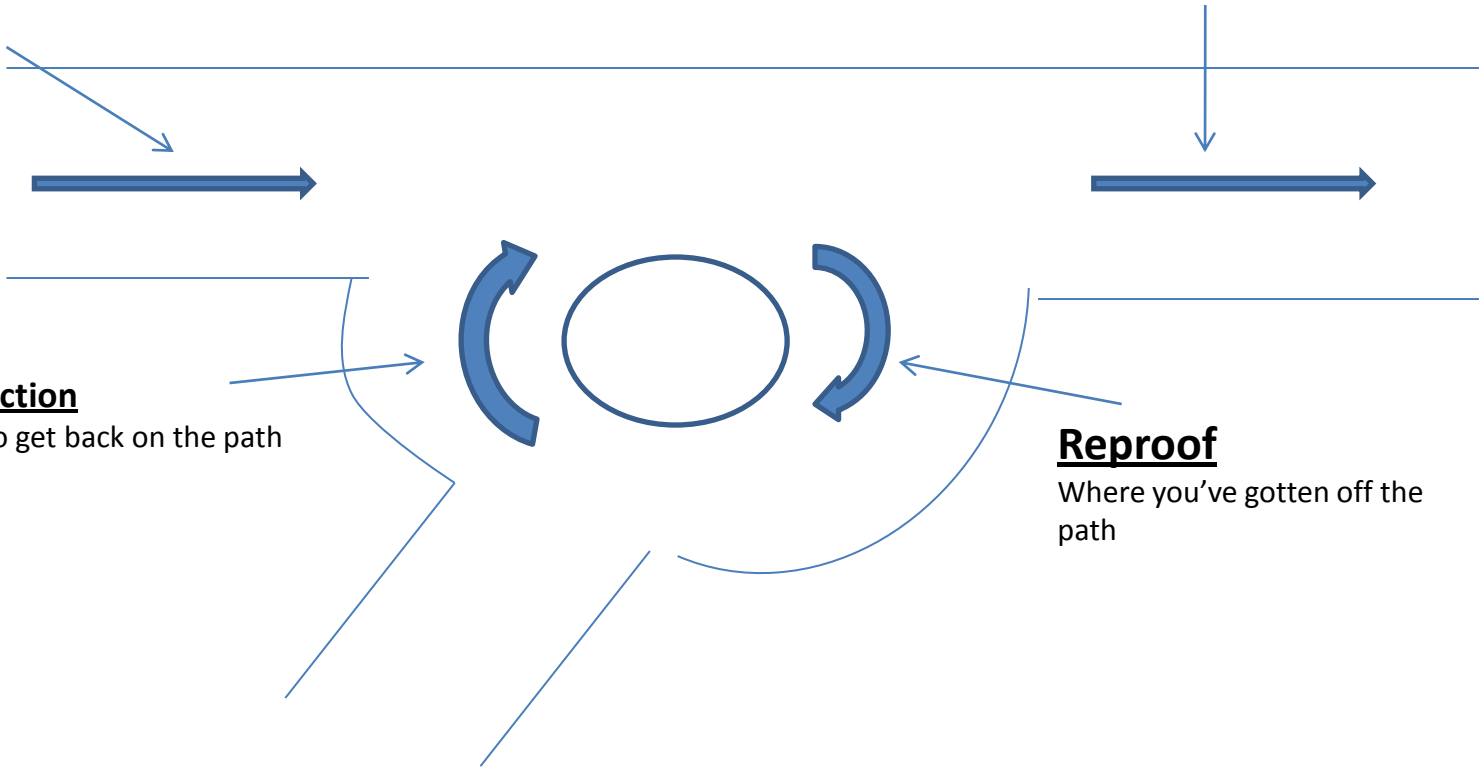 ction
o get back on the path
Reproof
Where you’ve gotten off the
path